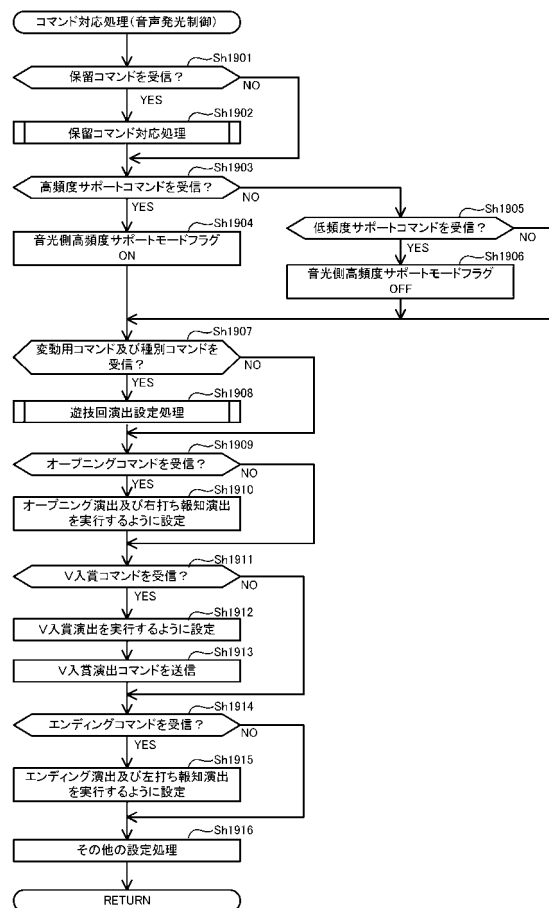 コマンド対応処理(音声発光制御)
Sh1901
保留コマンドを受信?
NO
YES
Sh1902
保留コマンド対応処理
Sh1903
高頻度サポートコマンドを受信?
NO
YES
Sh1904
音光側高頻度サポートモードフラグ
ON
Sh1905
低頻度サポートコマンドを受信?
NO
YES
Sh1906
音光側高頻度サポートモードフラグ
OFF
Sh1907
変動用コマンド及び種別コマンドを
受信?
NO
YES
Sh1908
遊技回演出設定処理
Sh1909
オープニングコマンドを受信?
NO
YES
Sh1910
オープニング演出及び右打ち報知演出
を実行するように設定
Sh1911
V入賞コマンドを受信?
NO
YES
Sh1912
V入賞演出を実行するように設定
Sh1913
V入賞演出コマンドを送信
Sh1914
エンディングコマンドを受信?
NO
YES
Sh1915
エンディング演出及び左打ち報知演出
を実行するように設定
Sh1916
その他の設定処理
RETURN